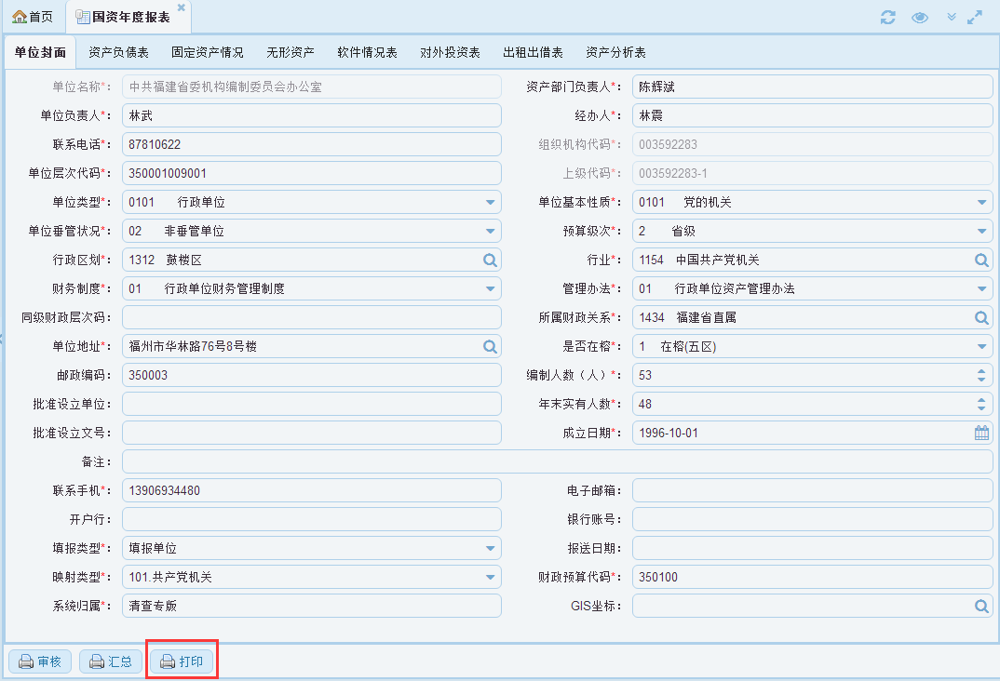 首页 国资年度报表
单位封面 资产负债表 固定资产情况 无形资产 软件情况表 对外投资表 出租出借表 资产分析表
单位名称*： 中共福建省委机构编制委员会办公室 资产部门负责人*： 陈辉斌
单位负责人*： 林武 经办人*： 林震
联系电话*： 87810622 组织机构代码*： 003592283
单位层次代码*： 350001009001 上级代码*： 003592283-1
单位类型*： 0101 行政单位 单位基本性质*： 0101 党的机关
单位垂管状况*： 02 非垂管单位 预算级次*： 2 省级
行政区划*： 1312 鼓楼区 行业*： 1154 中国共产党机关
财务制度*： 01 行政单位财务管理制度 管理办法*： 01 行政单位资产管理办法
同级财政层次码： 所属财政关系*： 1434 福建省直属
单位地址*： 福州市华林路76号8号楼 是否在榕*： 1 在榕(五区)
邮政编码： 350003 编制人数（人）*： 53
批准设立单位： 年末实有人数*： 48
批准设立文号： 成立日期*： 1996-10-01
备注：
联系手机*： 13906934480 电子邮箱：
开户行： 银行账号：
填报类型*： 填报单位 报送日期：
映射类型*： 101.共产党机关 财政预算代码*： 350100
系统归属*： 清查专版 GIS坐标：
审核 汇总 打印